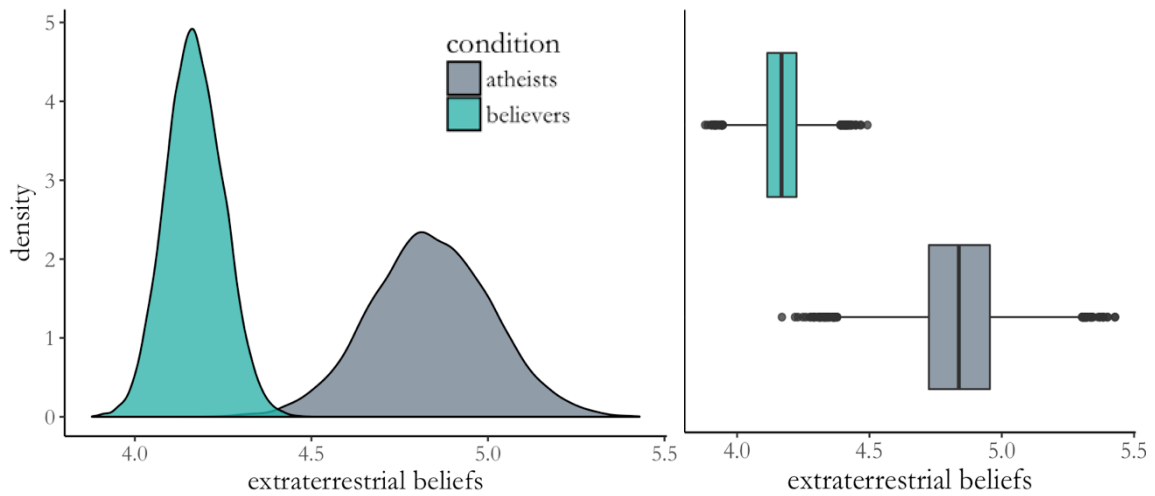 condition
atheists
believers
density
5
4
3
2
1
0
4.0 4.5 5.0 5.5
extraterrestrial beliefs
4.0 4.5 5.0 5.5
extraterrestrial beliefs